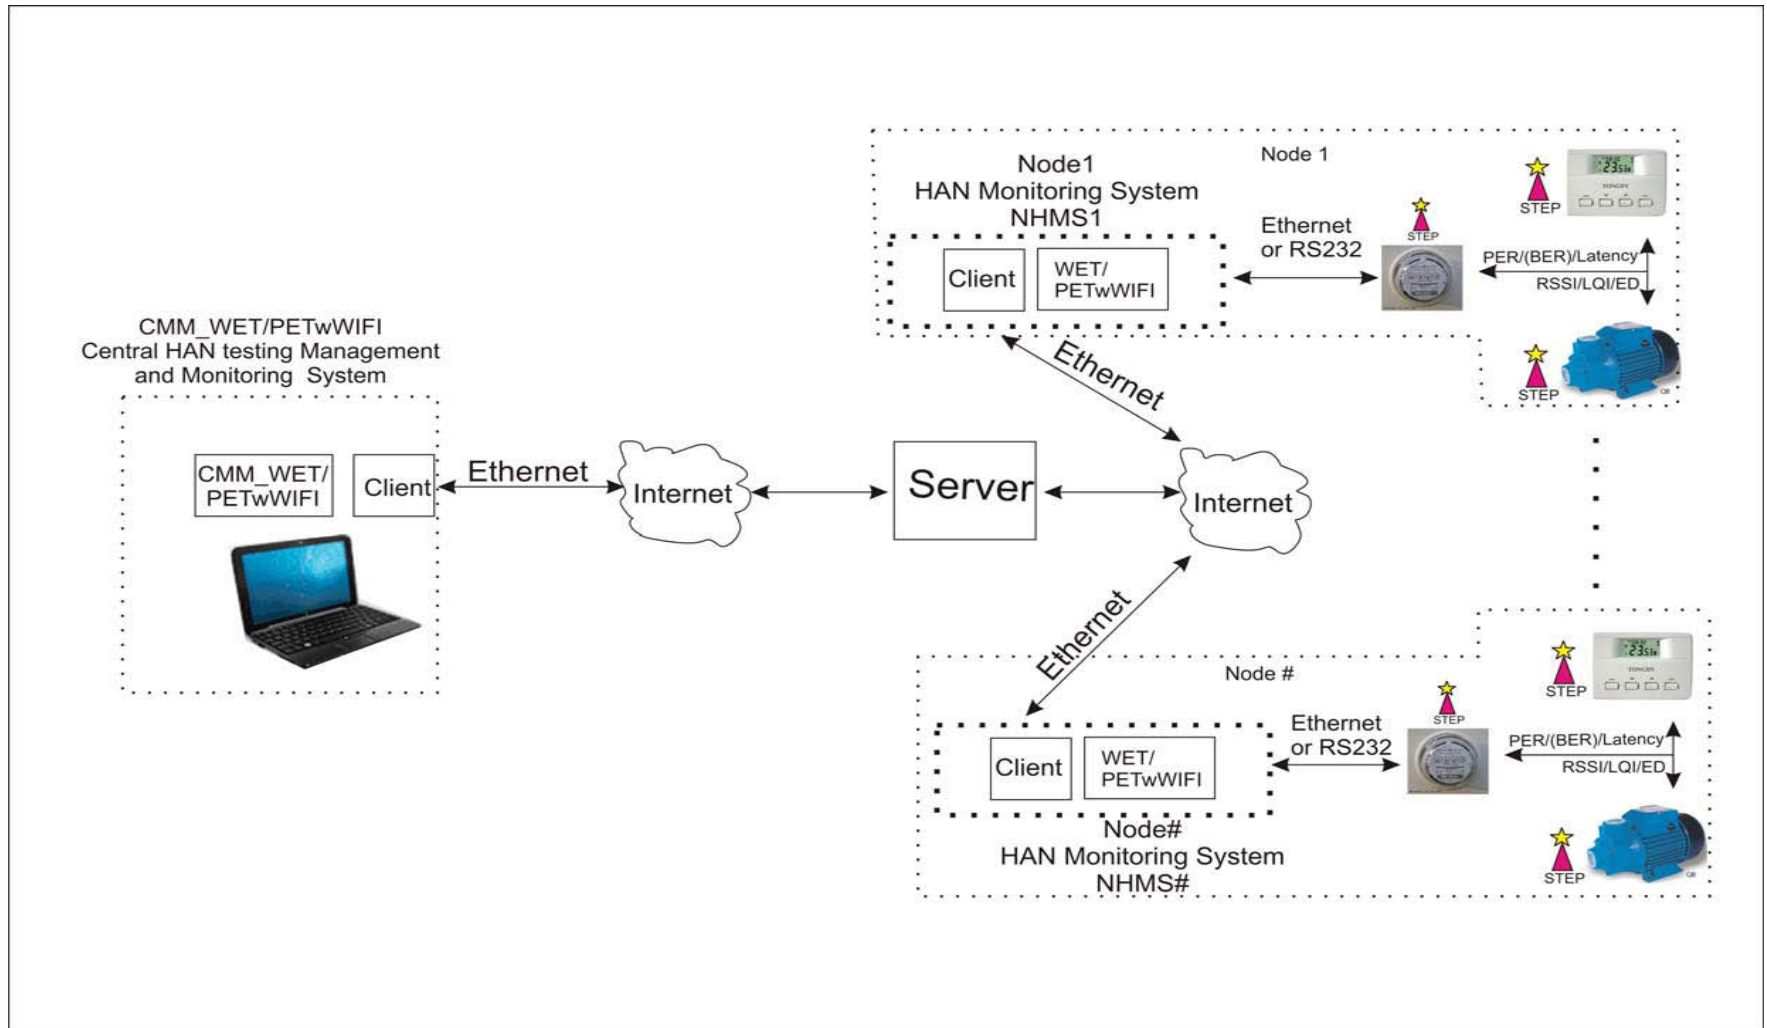 CMM_WET/PETwWIFI
Central HAN testing Management
and Monitoring System
CMM_WET/
PETwWIFI
Client
Ethernet
Internet
Server
Internet
Ethernet
Ethernet
Node 1
Node1
HAN Monitoring System
NHMS1
Client
WET/
PETwWIFI
Ethernet
or RS232
STEP
STEP
PER/(BER)/Latency
RSSI/LQI/ED
STEP
Node #
Client
WET/
PETwWIFI
Node#
HAN Monitoring System
NHMS#
Ethernet
or RS232
STEP
STEP
PER/(BER)/Latency
RSSI/LQI/ED
STEP